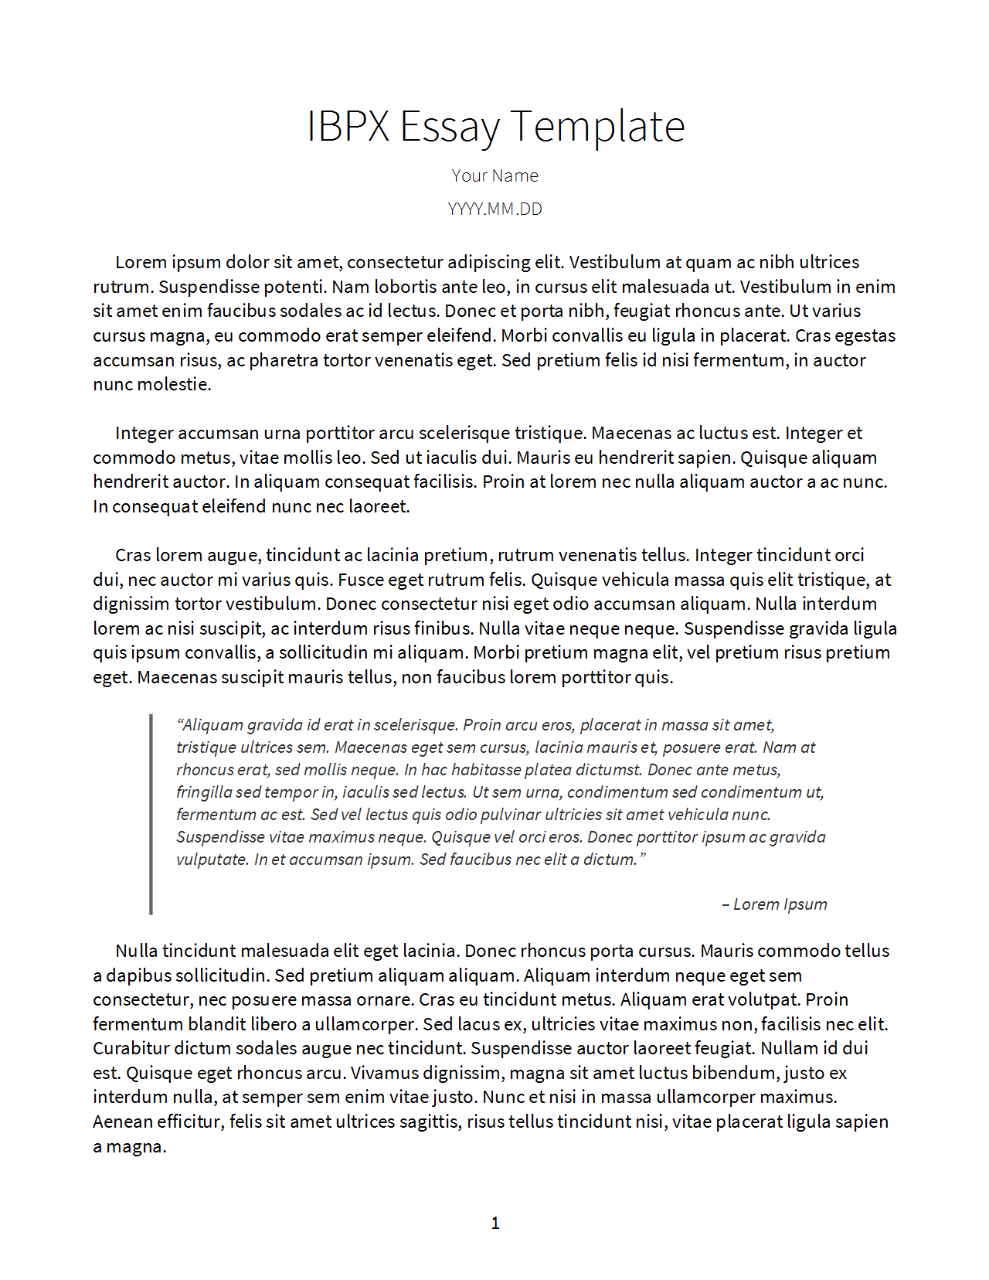 IBPX Essay Template
Your Name
YYYY.MM.DD
Lorem ipsum dolor sit amet, consectetur adipiscing elit. Vestibulum at quam ac nibh ultrices
rutrum. Suspendisse potenti. Nam lobortis ante leo, in cursus elit malesuada ut. Vestibulum in enim
sit amet enim faucibus sodales ac id lectus. Donec et porta nibh, feugiat rhoncus ante. Ut varius
cursus magna, eu commodo erat semper eleifend. Morbi convallis eu ligula in placerat. Cras egestas
accumsan risus, ac pharetra tortor venenatis eget. Sed pretium felis id nisi fermentum, in auctor
nunc molestie.
Integer accumsan urna porttitor arcu scelerisque tristique. Maecenas ac luctus est. Integer et
commodo metus, vitae mollis leo. Sed ut iaculis dui. Mauris eu hendrerit sapien. Quisque aliquam
hendrerit auctor. In aliquam consequat facilisis. Proin at lorem nec nulla aliquam auctor a ac nunc.
In consequat eleifend nunc nec laoreet.
Cras lorem augue, tincidunt ac lacinia pretium, rutrum venenatis tellus. Integer tincidunt orci
dui, nec auctor mi varius quis. Fusce eget rutrum felis. Quisque vehicula massa quis elit tristique, at
dignissim tortor vestibulum. Donec consectetur nisi eget odio accumsan aliquam. Nulla interdum
lorem ac nisi suscipit, ac interdum risus finibus. Nulla vitae neque neque. Suspendisse gravida ligula
quis ipsum convallis, a sollicitudin mi aliquam. Morbi pretium magna elit, vel pretium risus pretium
eget. Maecenas suscipit mauris tellus, non faucibus lorem porttitor quis.
“Aliquam gravida id erat in scelerisque. Proin arcu eros, placerat in massa sit amet,
tristique ultrices sem. Maecenas eget sem cursus, lacinia mauris et, posuere erat. Nam at
rhoncus erat, sed mollis neque. In hac habitasse platea dictumst. Donec ante metus,
fringilla sed tempor in, iaculis sed lectus. Ut sem urna, condimentum sed condimentum ut,
fermentum ac est. Sed vel lectus quis odio pulvinar ultricies sit amet vehicula nunc.
Suspendisse vitae maximus neque. Quisque vel orci eros. Donec porttitor ipsum ac gravida
vulputate. In et accumsan ipsum. Sed faucibus nec elit a dictum.”
– Lorem Ipsum
Nulla tincidunt malesuada elit eget lacinia. Donec rhoncus porta cursus. Mauris commodo tellus
a dapibus sollicitudin. Sed pretium aliquam aliquam. Aliquam interdum neque eget sem
consectetur, nec posuere massa ornare. Cras eu tincidunt metus. Aliquam erat volutpat. Proin
fermentum blandit libero a ullamcorper. Sed lacus ex, ultricies vitae maximus non, facilisis nec elit.
Curabitur dictum sodales augue nec tincidunt. Suspendisse auctor laoreet feugiat. Nullam id dui
est. Quisque eget rhoncus arcu. Vivamus dignissim, magna sit amet luctus bibendum, justo ex
interdum nulla, at semper sem enim vitae justo. Nunc et nisi in massa ullamcorper maximus.
Aenean efficitur, felis sit amet ultrices sagittis, risus tellus tincidunt nisi, vitae placerat ligula sapien
a magna.
1